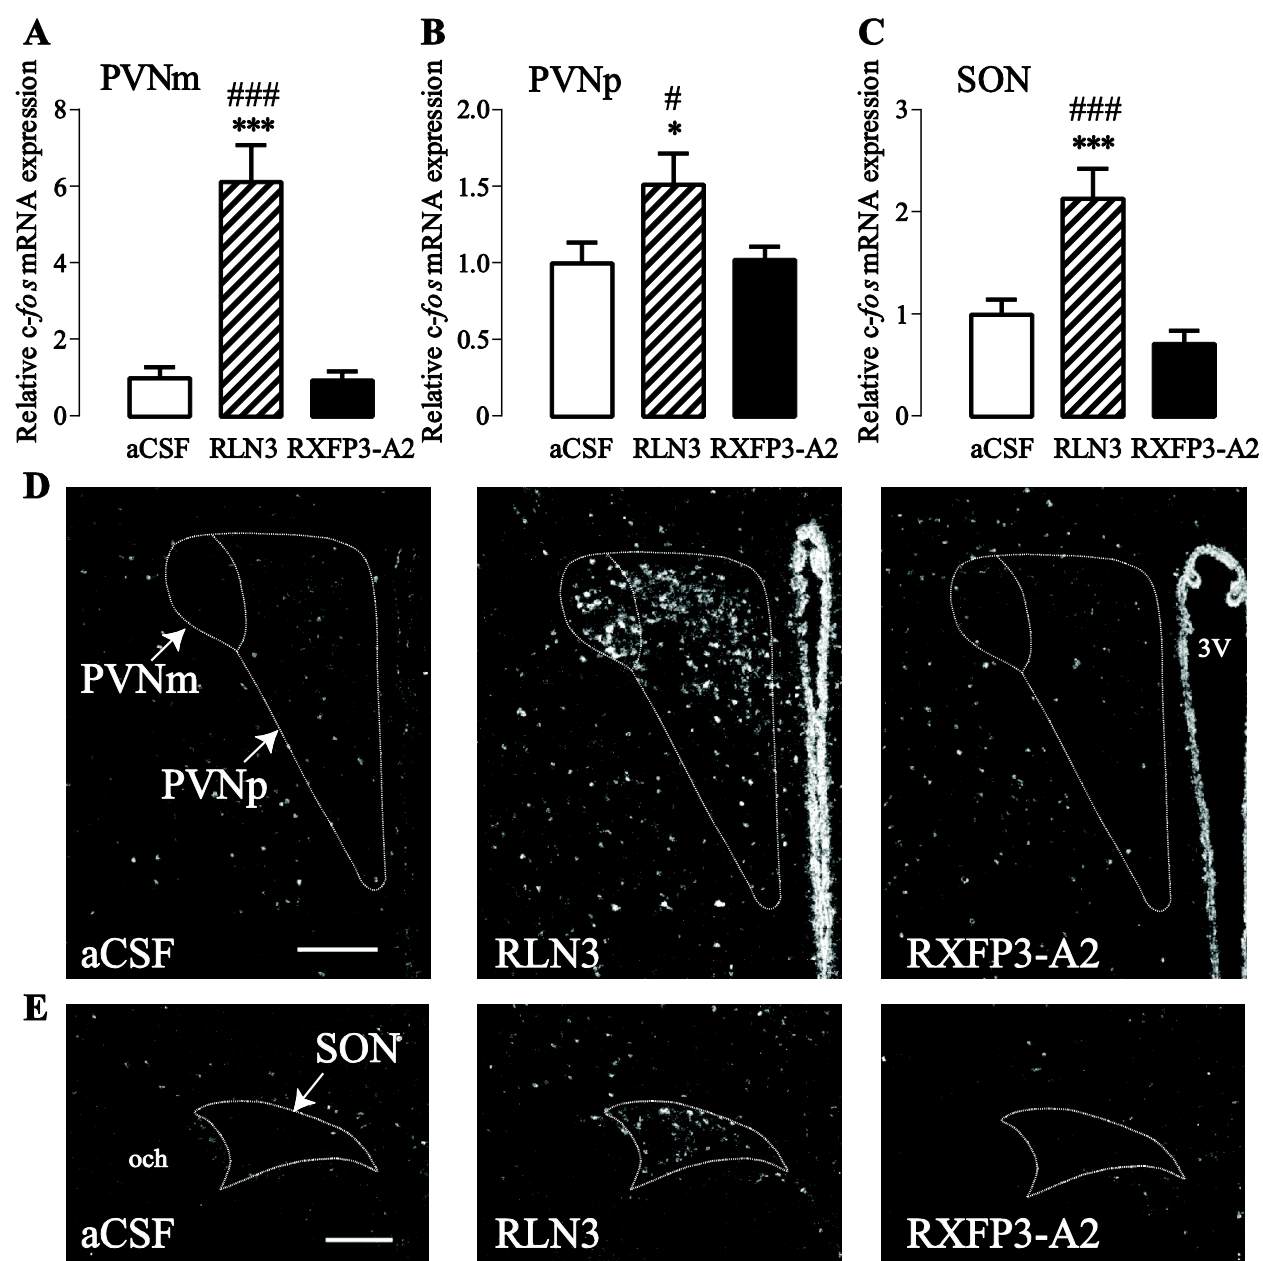 A
PVNm
###
***
Relative c-fos mRNA expression
8
6
4
2
0
aCSF RLN3 RXFP3-A2
B
PVNp
#
*
Relative c-fos mRNA expression
2.0
1.5
1.0
0.5
0
aCSF RLN3 RXFP3-A2
C
SON
###
***
Relative c-fos mRNA expression
3
2
1
0
aCSF RLN3 RXFP3-A2
D
PVNm
PVNp
aCSF
RLN3
3V
RXFP3-A2
E
SON
och
aCSF
RLN3
RXFP3-A2